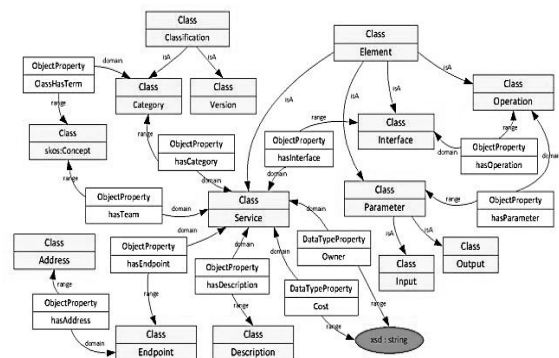 Class
Classification
Class
Element
ObjectProperty
ClassHasTerm
domain
isA
isA
isA
isA
isA
isA
Class
Category
Class
Version
Class
Operation
range
range
range
Class
skos:Concept
range
ObjectProperty
hasCategory
ObjectProperty
hasInterface
Class
Interface
domain
ObjectProperty
hasOperation
domain
range
domain
domain
ObjectProperty
hasTeam
domain
Class
Service
Class
Parameter
range
ObjectProperty
hasParameter
Class
Address
ObjectProperty
hasEndpoint
domain
domain
domain
DataTypeProperty
Owner
isA
isA
Class
Output
range
ObjectProperty
hasDescription
domain
DataTypeProperty
Cost
Class
Input
ObjectProperty
hasAddress
range
range
range
range
xsd : string
domain
Class
Endpoint
Class
Description